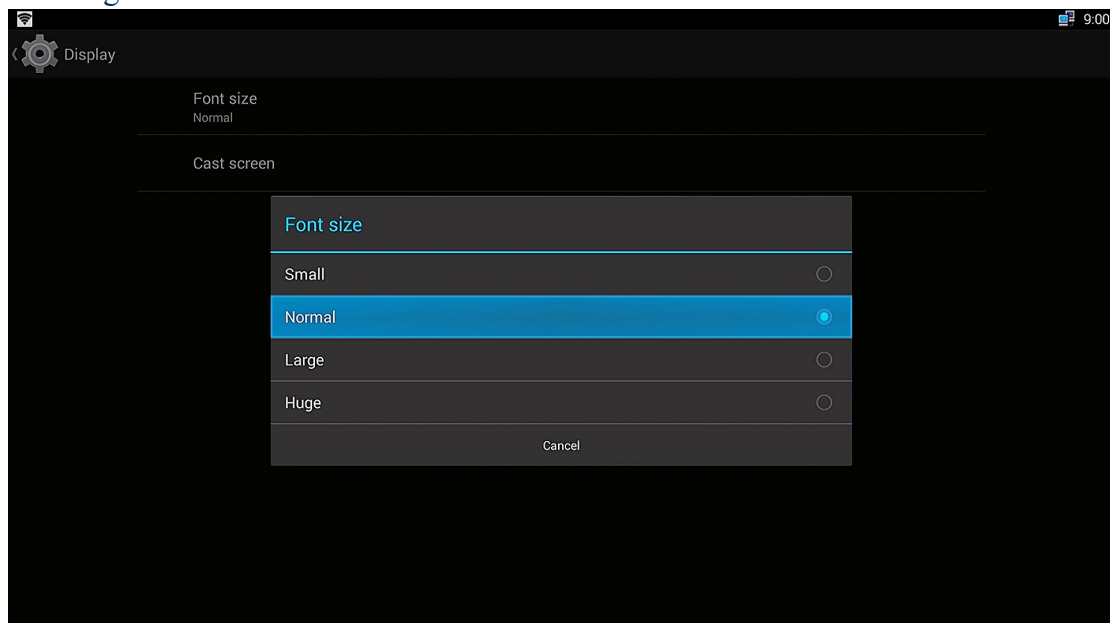 9:00
Display
Font size
Normal
Cast screen
Font size
Small
Normal
Large
Huge
Cancel